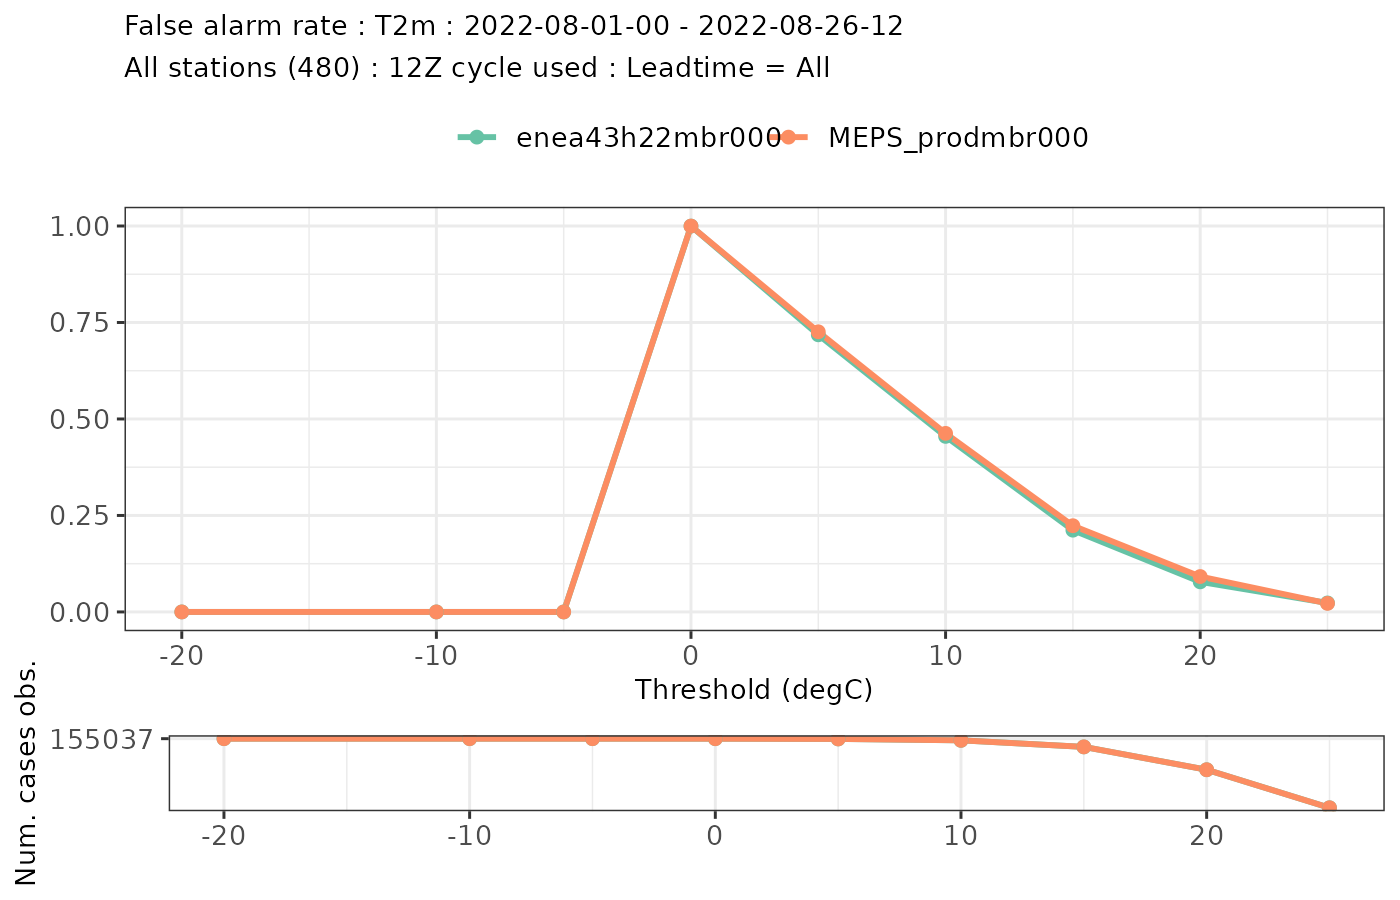 False alarm rate : T2m : 2022-08-01-00 - 2022-08-26-12
All stations (480) : 12Z cycle used : Leadtime = All
enea43h22mbr000 MEPS_prodmbr000
1.00
0.75
0.50
0.25
0.00
-20 -10 0 10 20
Threshold (degC)
Num. cases obs.
155037
-20 -10 0 10 20